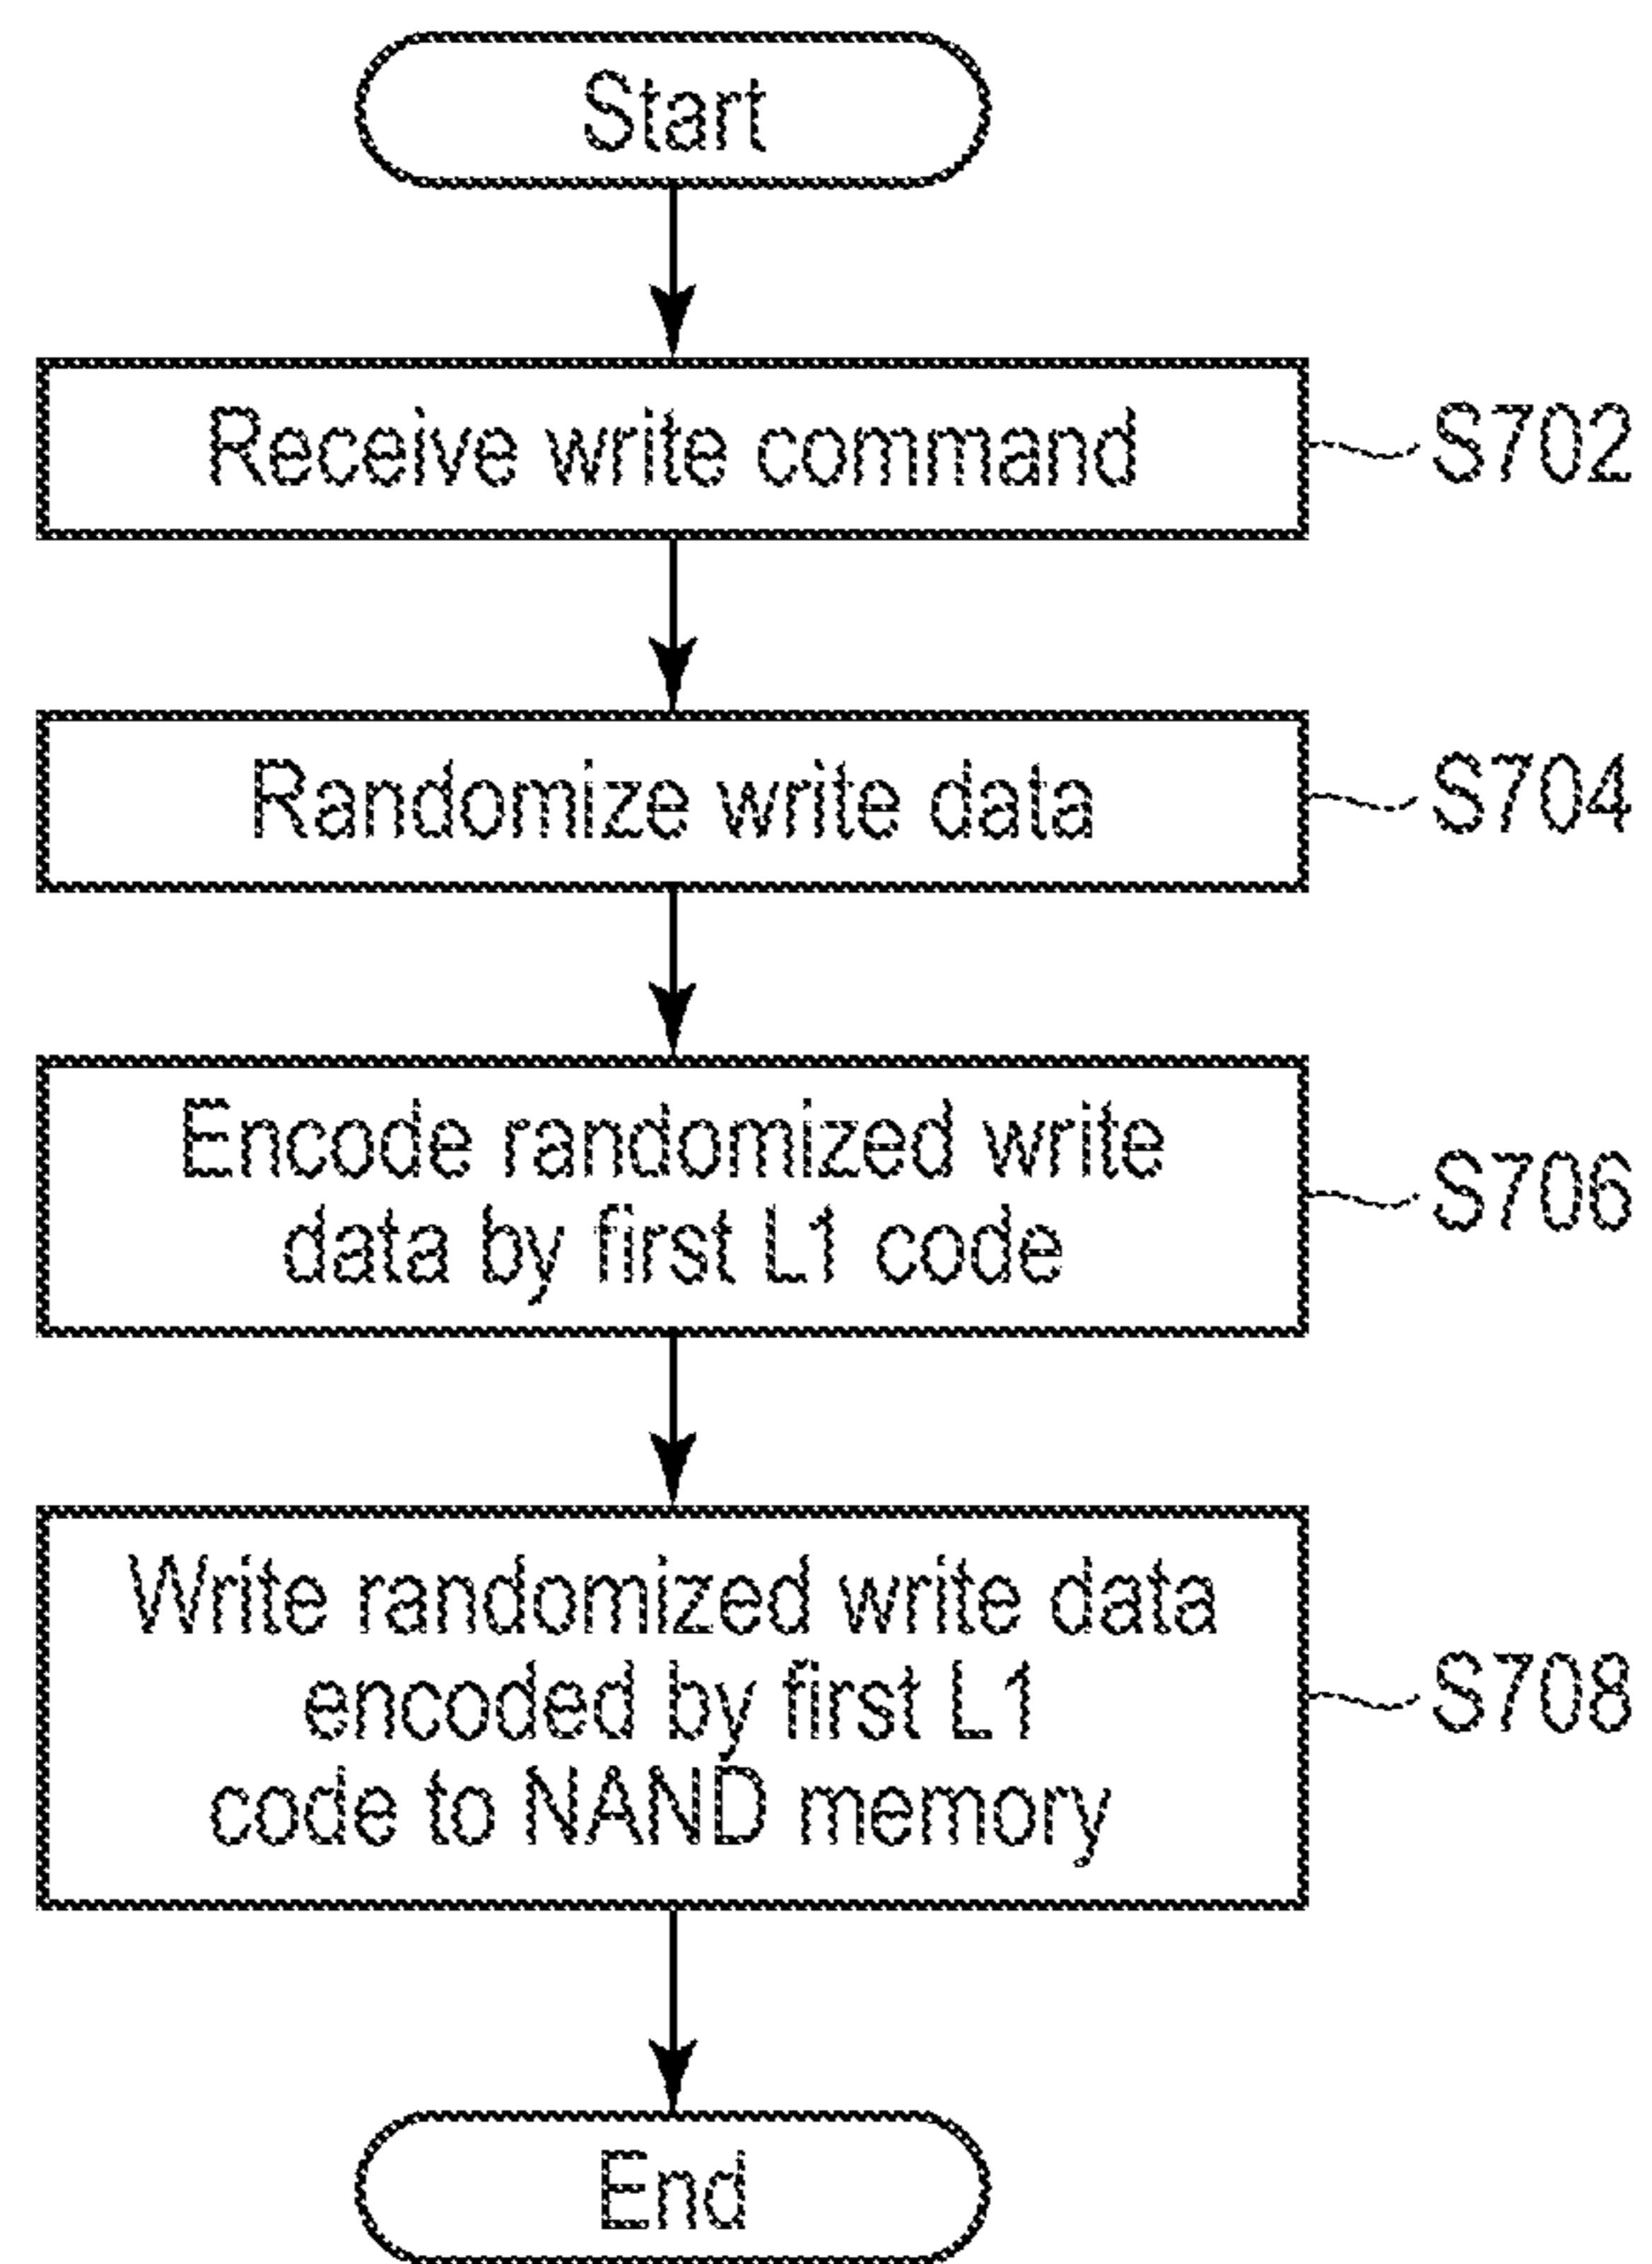 Start
Receive write command
S702
Randomize write data
S704
Encode randomized write
data by first L1 code
S706
Write randomized write data
encoded by first L1
code to NAND memory
S708
End